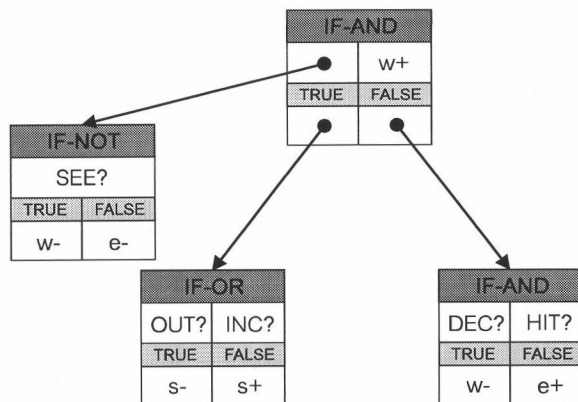 IF-AND
w+
TRUE FALSE
IF-NOT
SEE?
TRUE FALSE
w- e-
IF-OR
OUT? INC?
TRUE FALSE
s- s+
IF-AND
DEC? HIT?
TRUE FALSE
w- e+